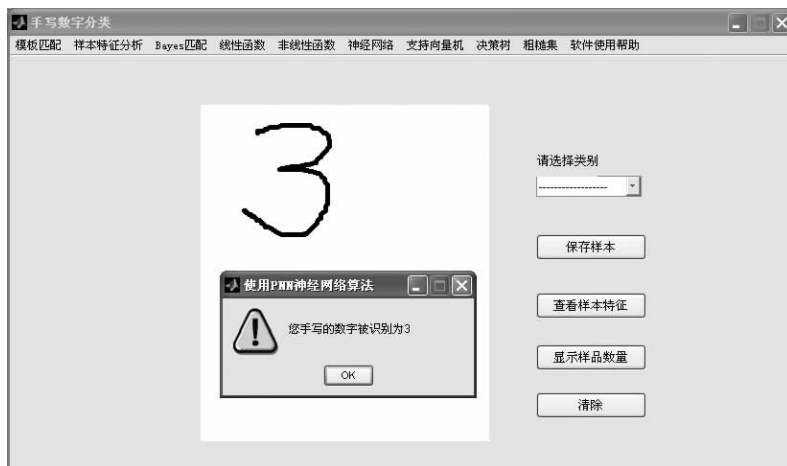 手写数字分类
模板匹配 样本特征分析 Bayes匹配 线性函数 非线性函数 神经网络 支持向量机 决策树 粗糙集 软件使用帮助
3
请选择类别
------------------
保存样本
使用PNN神经网络算法
查看样本特征
您手写的数字被识别为3
显示样品数量
OK
清除